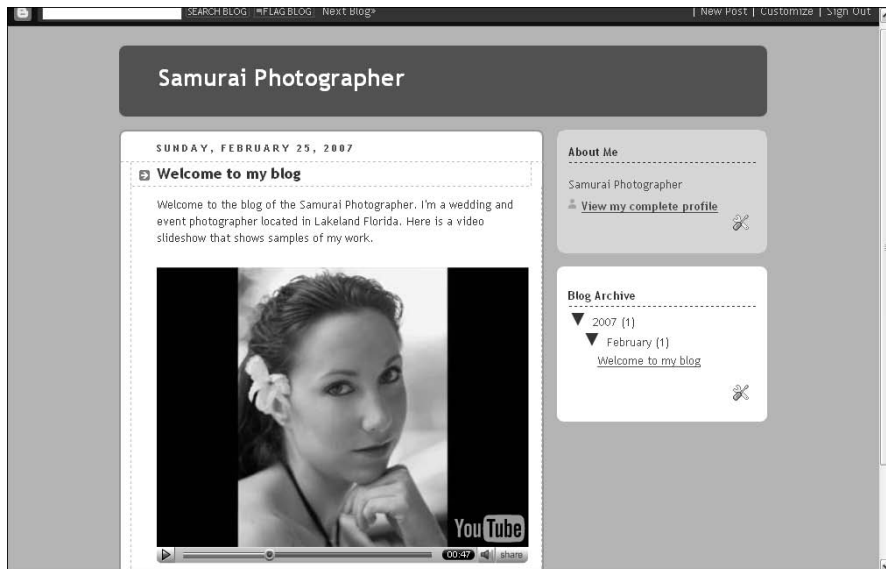 SEARCH BLOG FLAG BLOG Next Blog»
| New Post | Customize | Sign Out
Samurai Photographer
SUNDAY, FEBRUARY 25, 2007
Welcome to my blog
Welcome to the blog of the Samurai Photographer. I'm a wedding and
event photographer located in Lakeland Florida. Here is a video
slideshow that shows samples of my work.
YouTube
00:47 share
About Me
Samurai Photographer
View my complete profile
Blog Archive
▼ 2007 (1)
▼ February (1)
Welcome to my blog